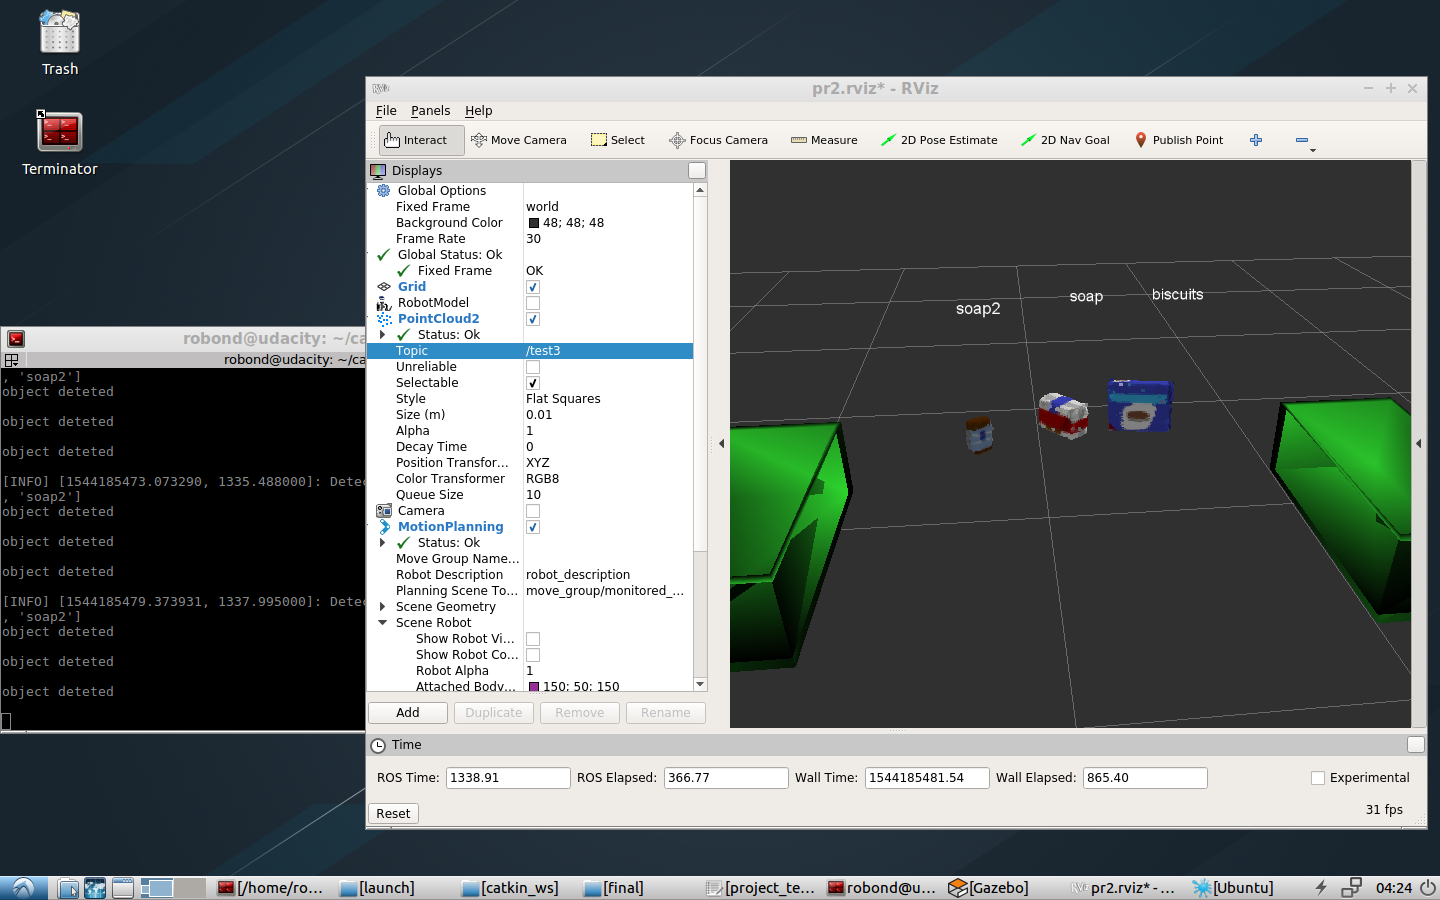 Trash
Terminator
pr2.rviz* - RViz
File Panels Help
Interact Move Camera Select Focus Camera Measure 2D Pose Estimate 2D Nav Goal Publish Point
Displays
Global Options
Fixed Frame world
Background Color 48; 48; 48
Frame Rate 30
Global Status: Ok
Fixed Frame OK
Grid
RobotModel
PointCloud2
Status: Ok
Topic /test3
Unreliable
Selectable
Style Flat Squares
Size (m) 0.01
Alpha 1
Decay Time 0
Position Transfor... XYZ
Color Transformer RGB8
Queue Size 10
Camera
MotionPlanning
Status: Ok
Move Group Name...
Robot Description robot_description
Planning Scene To... move_group/monitored_...
Scene Geometry
Scene Robot
Show Robot Vi...
Show Robot Co...
Robot Alpha 1
Attached Body... 150; 50; 150
Add Duplicate Remove Rename
soap2
soap
biscuits
Time
ROS Time: 1338.91 ROS Elapsed: 366.77 Wall Time: 1544185481.54 Wall Elapsed: 865.40 Experimental
Reset
31 fps
robond@udacity: ~/ca
robond@udacity: ~/ca
, 'soap2']
object deteted
object deteted
object deteted
[INFO] [1544185473.073290, 1335.488000]: Detec
, 'soap2']
object deteted
object deteted
object deteted
[INFO] [1544185479.373931, 1337.995000]: Detec
, 'soap2']
object deteted
object deteted
object deteted
[/home/ro... [launch] [catkin_ws] [final] [project_te... robond@u... [Gazebo] pr2.rviz* -... [Ubuntu] 04:24